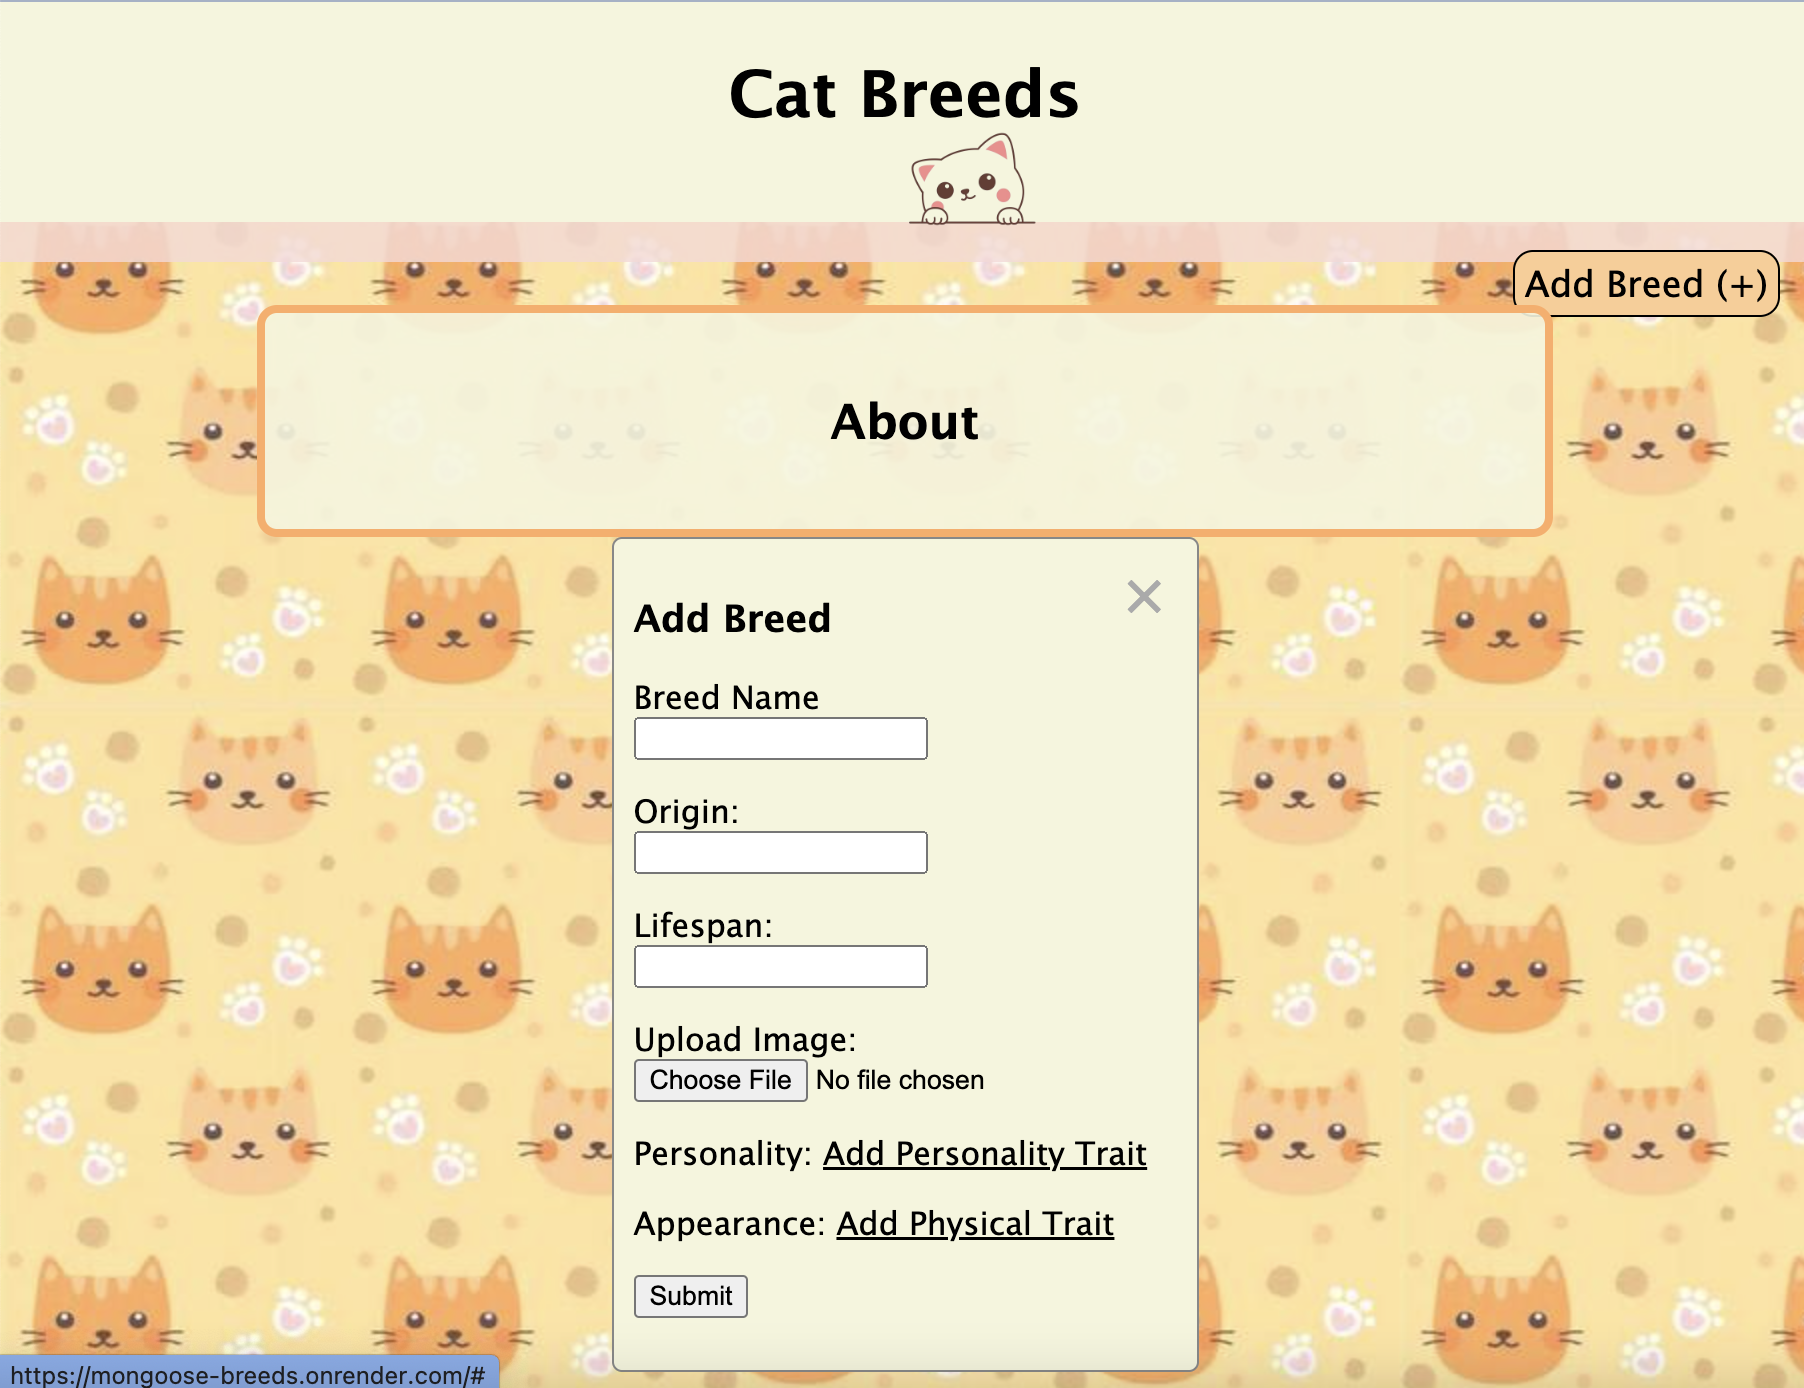 Cat Breeds
Add Breed (+)
About
Add Breed
Breed Name
Origin:
Lifespan:
Upload Image:
Choose File No file chosen
Personality: Add Personality Trait
Appearance: Add Physical Trait
Submit
https://mongoose-breeds.onrender.com/#